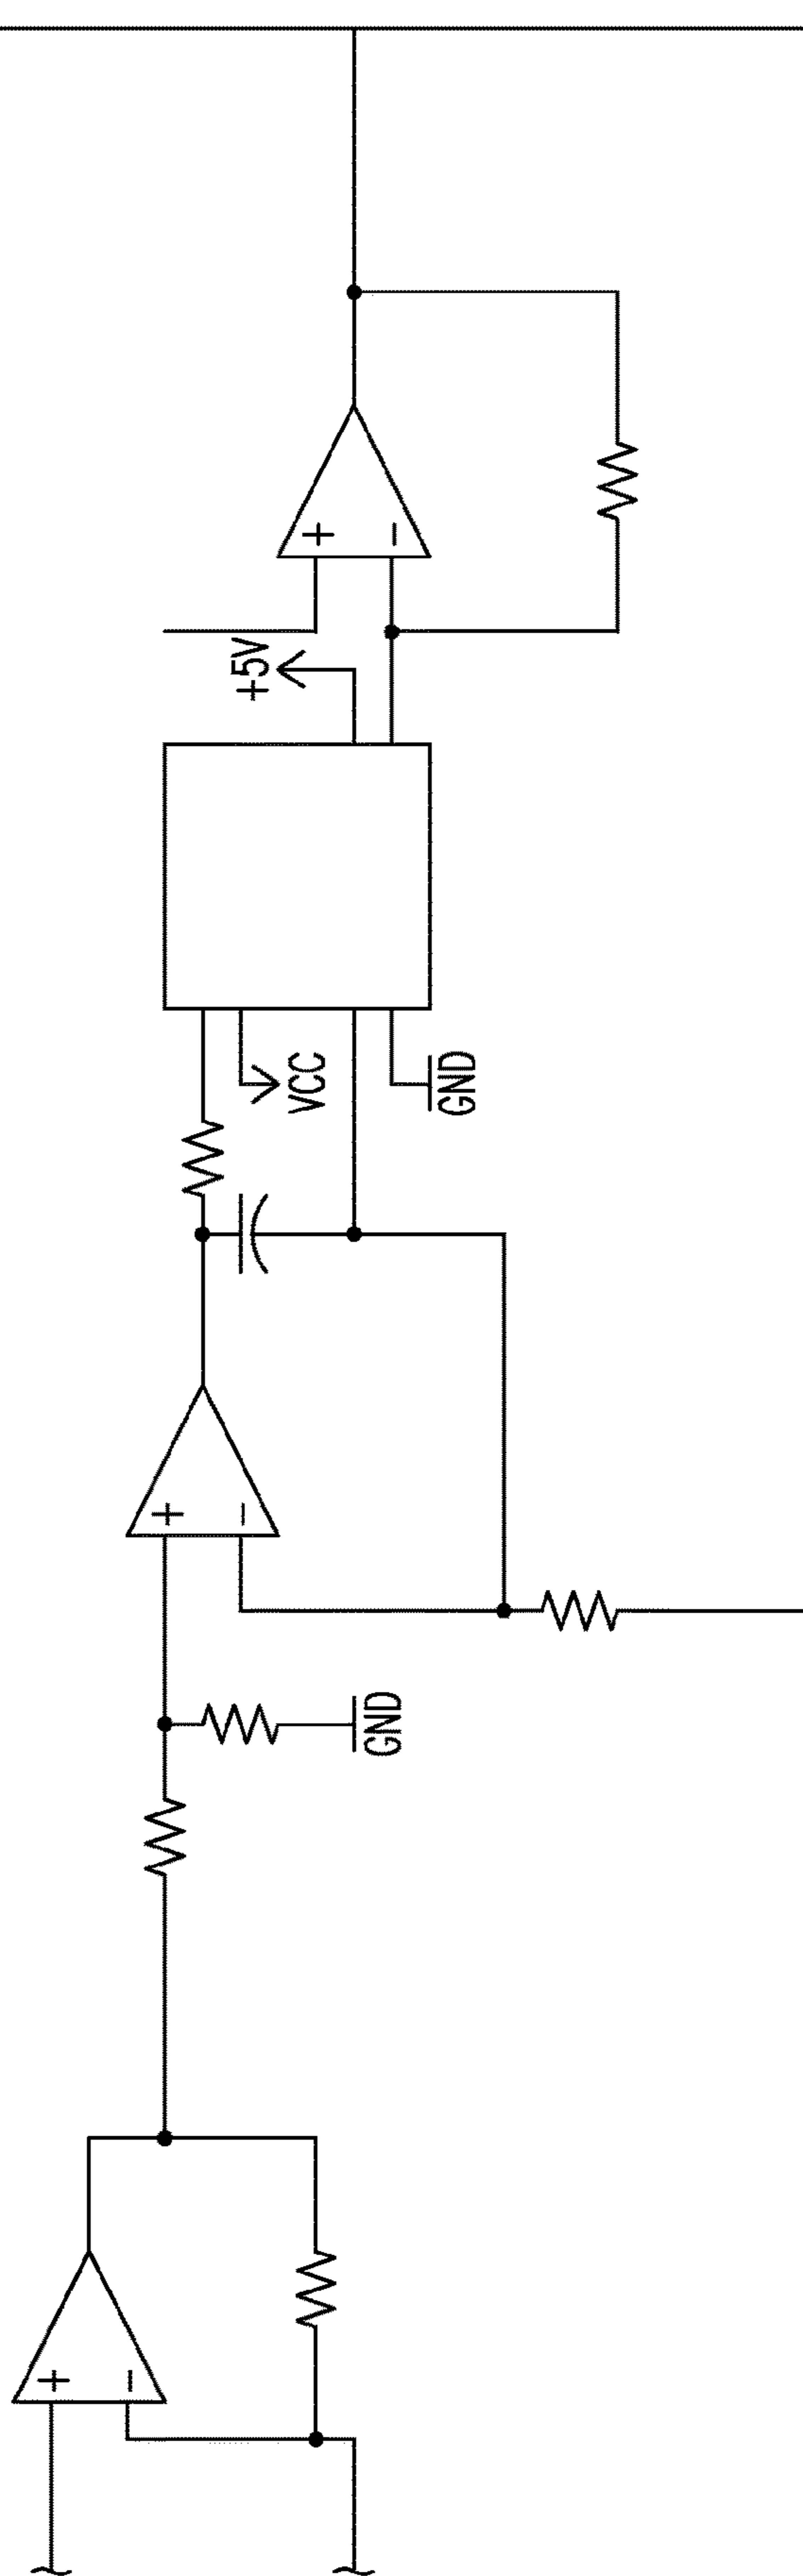 +
−
+5V
VCC
GND
+
−
GND
+
−